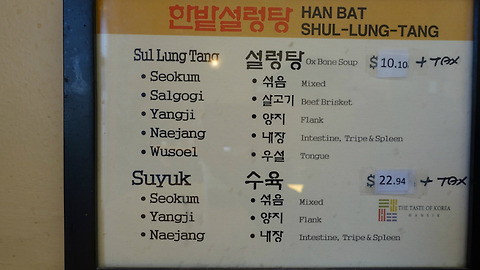 한밭설렁탕 HAN BAT
SHUL-LUNG-TANG
Sul Lung Tang 설렁탕 Ox Bone Soup $10.10 + TAX
• Seokum • 섞음 Mixed
• Salgogi • 살고기 Beef Brisket
• Yangji • 양지 Flank
• Naejang • 내장 Intestine, Tripe & Spleen
• Wusoel • 우설 Tongue
Suyuk 수육 $22.94 + TAX
• Seokum • 섞음 Mixed
• Yangji • 양지 Flank
• Naejang • 내장 Intestine, Tripe & Spleen
THE TASTE OF KOREA
HANSIK